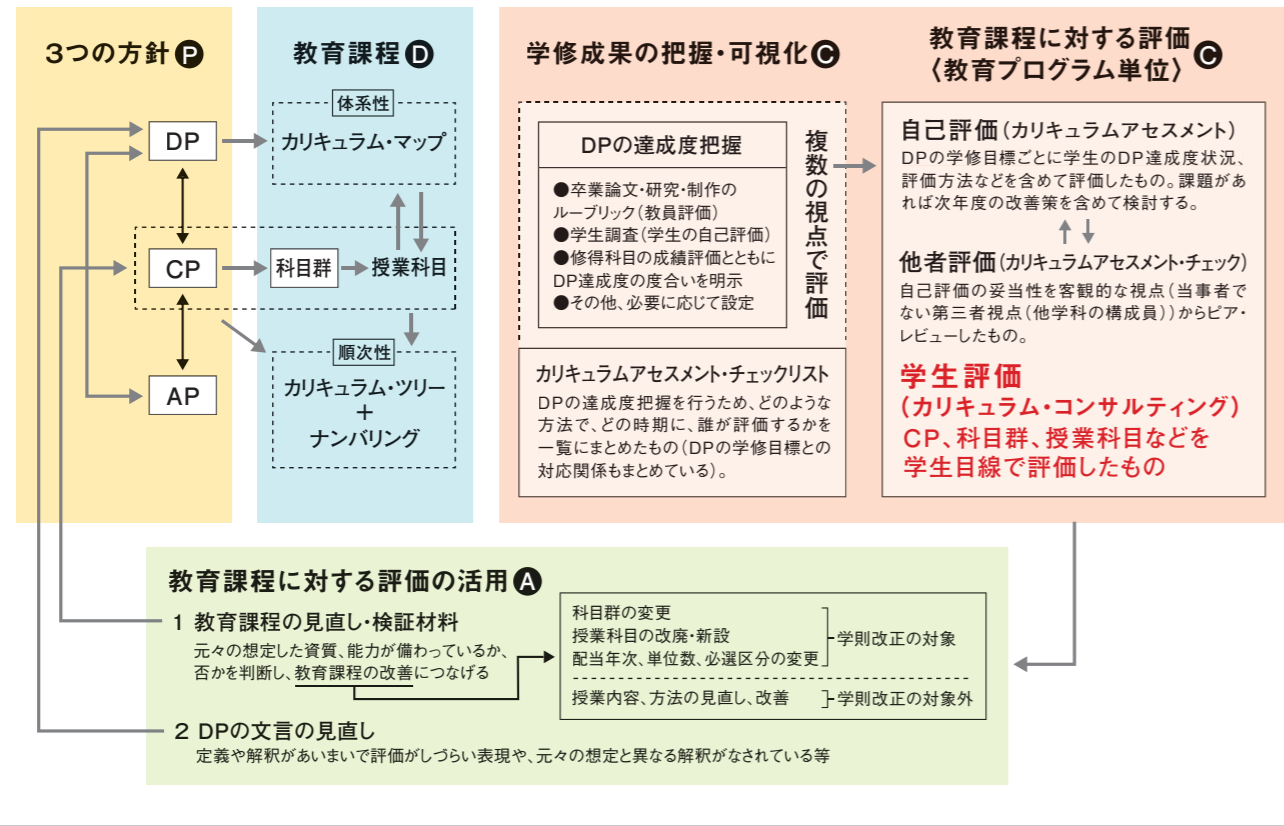 3つの方針 P
DP
CP
AP
教育課程 D
体系性
カリキュラム・マップ
科目群
授業科目
順次性
カリキュラム・ツリー
+
ナンバリング
学修成果の把握・可視化 C
DPの達成度把握
●卒業論文・研究・制作の
ルーブリック(教員評価)
●学生調査(学生の自己評価)
●修得科目の成績評価とともに
DP達成度の度合いを明示
●その他、必要に応じて設定
複数の視点で評価
カリキュラムアセスメント・チェックリスト
DPの達成度把握を行うため、どのような
方法で、どの時期に、誰が評価するかを
一覧にまとめたもの(DPの学修目標との
対応関係もまとめている)。
教育課程に対する評価
〈教育プログラム単位〉 C
自己評価(カリキュラムアセスメント)
DPの学修目標ごとに学生のDP達成度状況、
評価方法などを含めて評価したもの。課題があ
れば次年度の改善策を含めて検討する。
他者評価(カリキュラムアセスメント・チェック)
自己評価の妥当性を客観的な視点(当事者で
ない第三者視点(他学科の構成員))からピア・
レビューしたもの。
学生評価
(カリキュラム・コンサルティング)
CP、科目群、授業科目などを
学生目線で評価したもの
教育課程に対する評価の活用 A
1 教育課程の見直し・検証材料
元々の想定した資質、能力が備わっているか、
否かを判断し、教育課程の改善につなげる
科目群の変更
授業科目の改廃・新設
配当年次、単位数、必選区分の変更
学則改正の対象
授業内容、方法の見直し、改善
学則改正の対象外
2 DPの文言の見直し
定義や解釈があいまいで評価がしづらい表現や、元々の想定と異なる解釈がなされている等